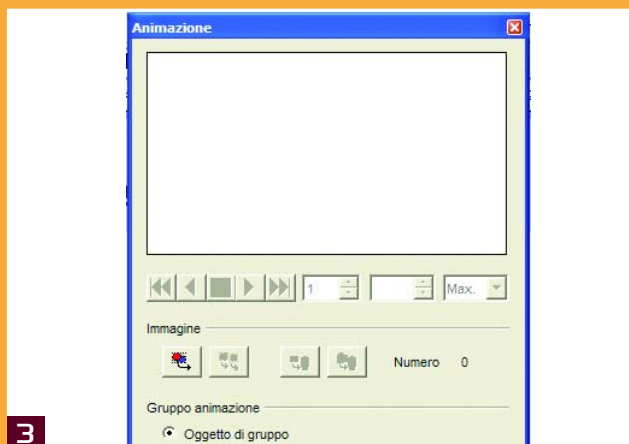 Animazione
1 Max.
Immagine
Numero 0
Gruppo animazione
Oggetto di gruppo
3